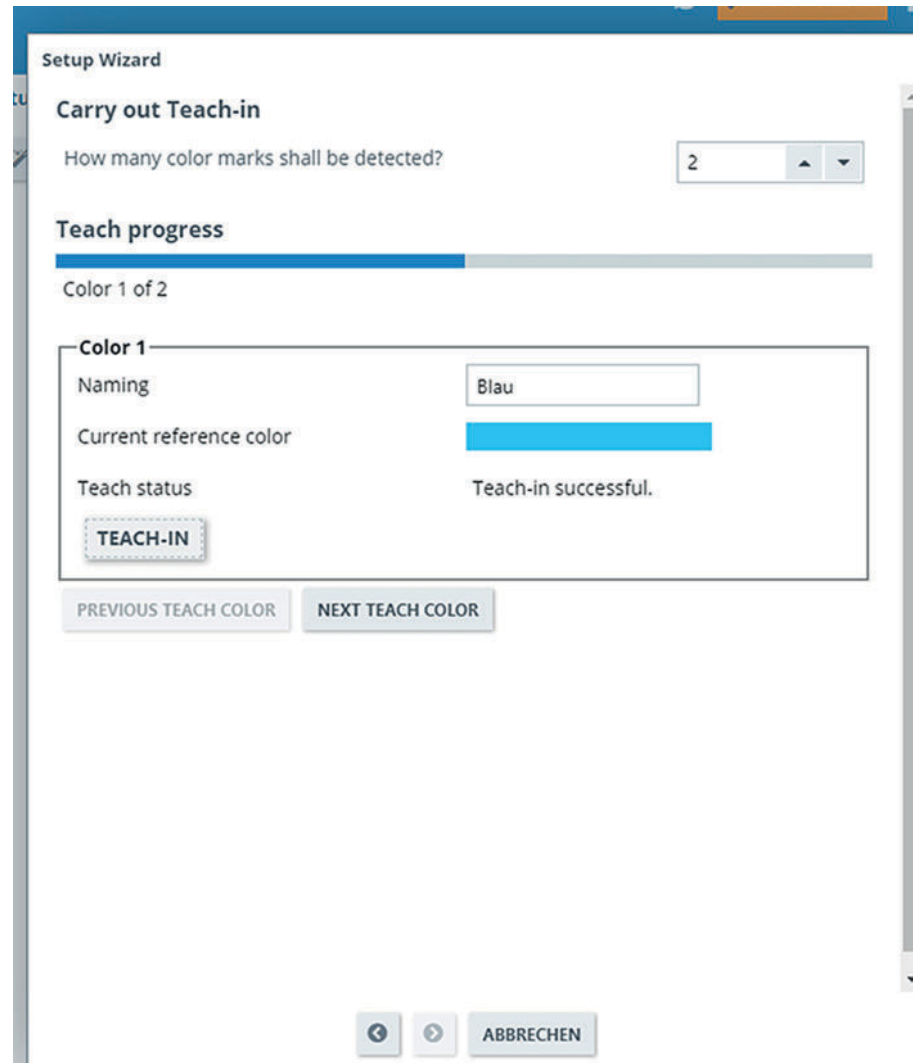 Setup Wizard
tu
Carry out Teach-in
How many color marks shall be detected?
2
Teach progress
Color 1 of 2
Color 1
Naming
Blau
Current reference color
Teach status
Teach-in successful.
TEACH-IN
PREVIOUS TEACH COLOR
NEXT TEACH COLOR
ABBRECHEN